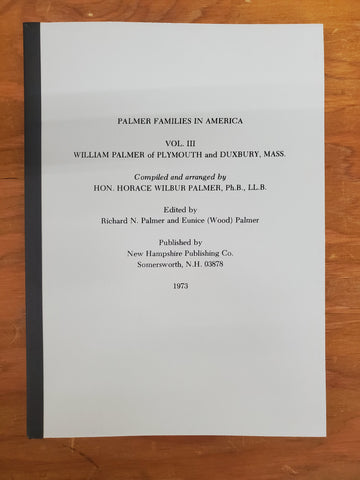 PALMER FAMILIES IN AMERICA
VOL. III
WILLIAM PALMER of PLYMOUTH and DUXBURY, MASS.
Compiled and arranged by
HON. HORACE WILBUR PALMER, Ph.B., LL.B.
Edited by
Richard N. Palmer and Eunice (Wood) Palmer
Published by
New Hampshire Publishing Co.
Somersworth, N.H. 03878
1973